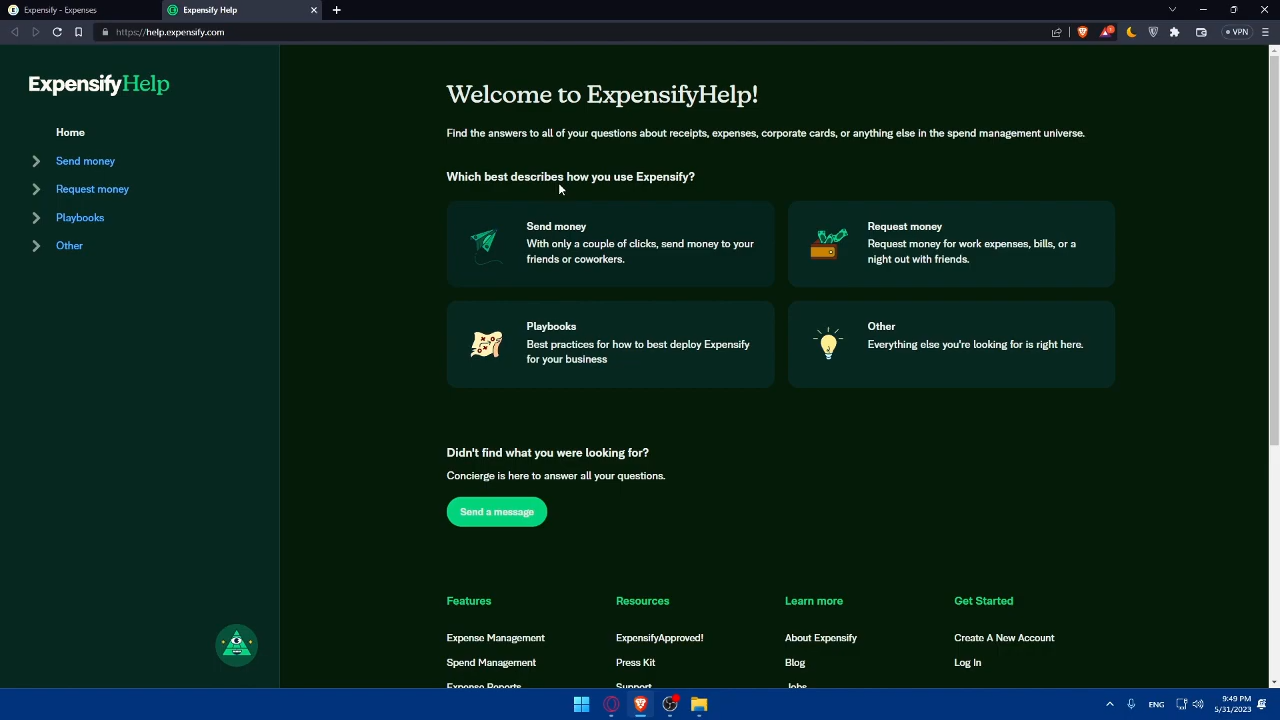 Expensify - Expenses
Expensify Help
https://help.expensify.com
VPN
ExpensifyHelp
Home
Send money
Request money
Playbooks
Other
Welcome to ExpensifyHelp!
Find the answers to all of your questions about receipts, expenses, corporate cards, or anything else in the spend management universe.
Which best describes how you use Expensify?
Send money
With only a couple of clicks, send money to your
friends or coworkers.
Request money
Request money for work expenses, bills, or a
night out with friends.
Playbooks
Best practices for how to best deploy Expensify
for your business
Other
Everything else you're looking for is right here.
Didn't find what you were looking for?
Concierge is here to answer all your questions.
Send a message
Features
Resources
Learn more
Get Started
Expense Management
ExpensifyApproved!
About Expensify
Create A New Account
Spend Management
Press Kit
Blog
Log In
Expense Reports
Support
Jobs
ENG
9:49 PM
5/31/2023